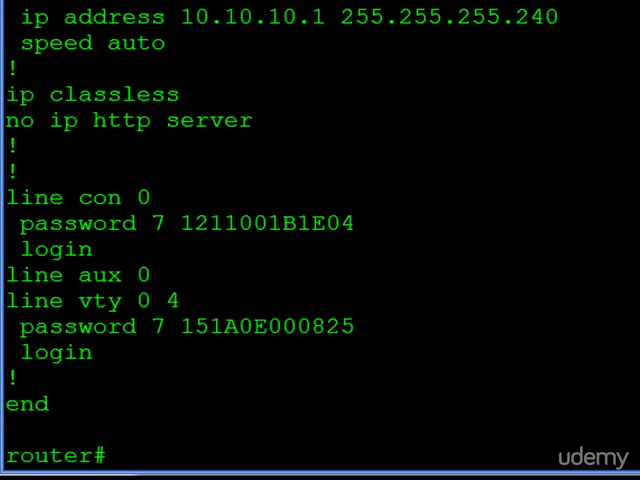 ip address 10.10.10.1 255.255.255.240
speed auto
!
ip classless
no ip http server
!
!
line con 0
password 7 1211001B1E04
login
line aux 0
line vty 0 4
password 7 151A0E000825
login
!
end
router#
udemy